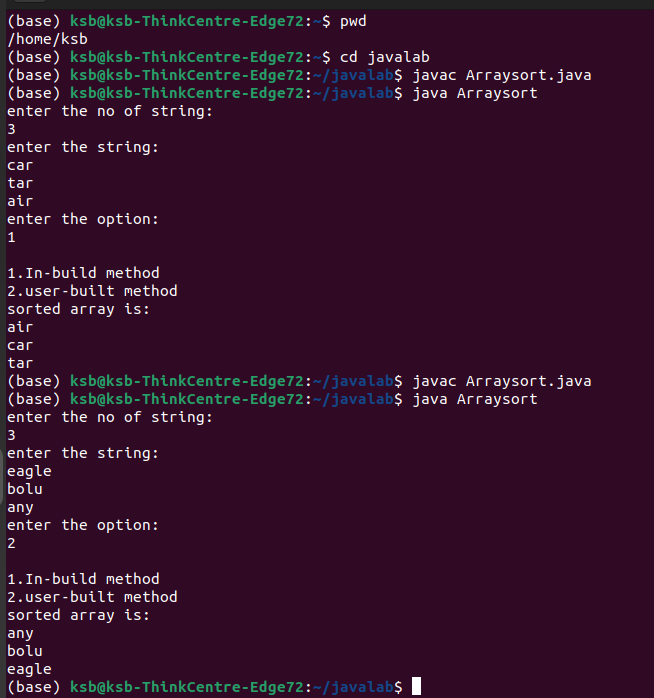 (base) ksb@ksb-ThinkCentre-Edge72:~$ pwd
/home/ksb
(base) ksb@ksb-ThinkCentre-Edge72:~$ cd javalab
(base) ksb@ksb-ThinkCentre-Edge72:~/javalab$ javac Arraysort.java
(base) ksb@ksb-ThinkCentre-Edge72:~/javalab$ java Arraysort
enter the no of string:
3
enter the string:
car
tar
air
enter the option:
1
1.In-build method
2.user-built method
sorted array is:
air
car
tar
(base) ksb@ksb-ThinkCentre-Edge72:~/javalab$ javac Arraysort.java
(base) ksb@ksb-ThinkCentre-Edge72:~/javalab$ java Arraysort
enter the no of string:
3
enter the string:
eagle
bolu
any
enter the option:
2
1.In-build method
2.user-built method
sorted array is:
any
bolu
eagle
(base) ksb@ksb-ThinkCentre-Edge72:~/javalab$